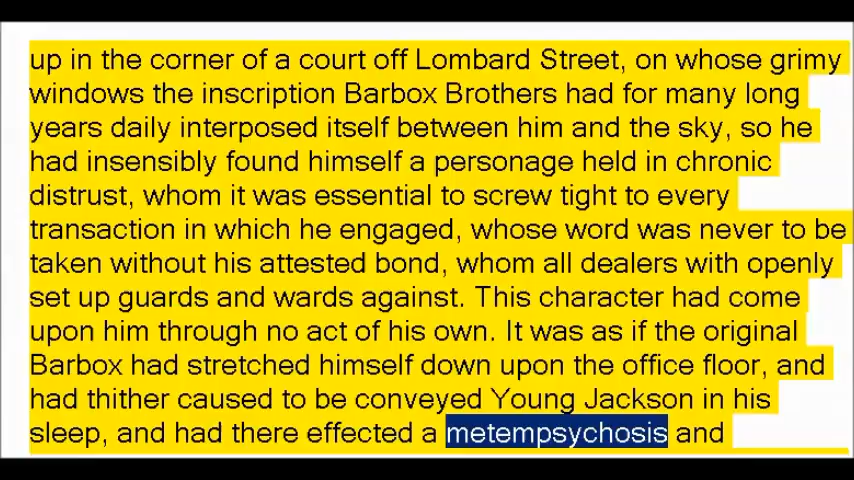 up in the corner of a court off Lombard Street, on whose grimy
windows the inscription Barbox Brothers had for many long
years daily interposed itself between him and the sky, so he
had insensibly found himself a personage held in chronic
distrust, whom it was essential to screw tight to every
transaction in which he engaged, whose word was never to be
taken without his attested bond, whom all dealers with openly
set up guards and wards against. This character had come
upon him through no act of his own. It was as if the original
Barbox had stretched himself down upon the office floor, and
had thither caused to be conveyed Young Jackson in his
sleep, and had there effected a metempsychosis and